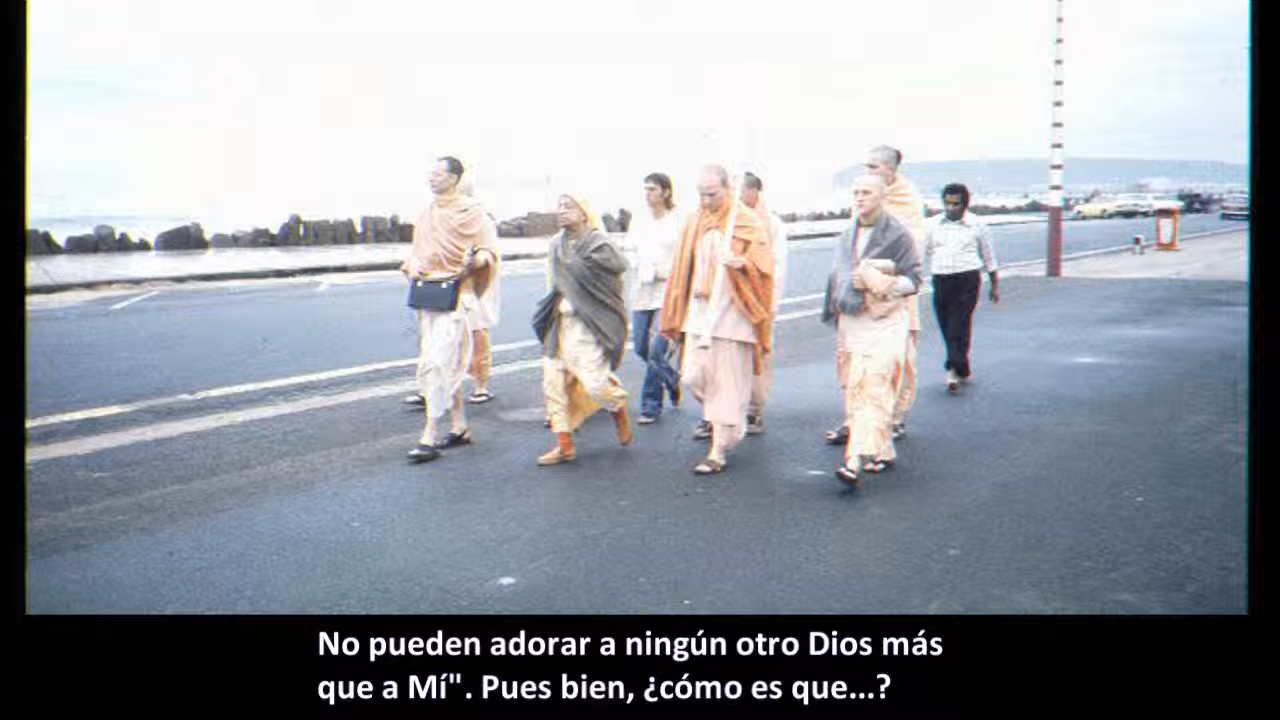 No pueden adorar a ningún otro Dios más
que a Mí". Pues bien, ¿cómo es que...?